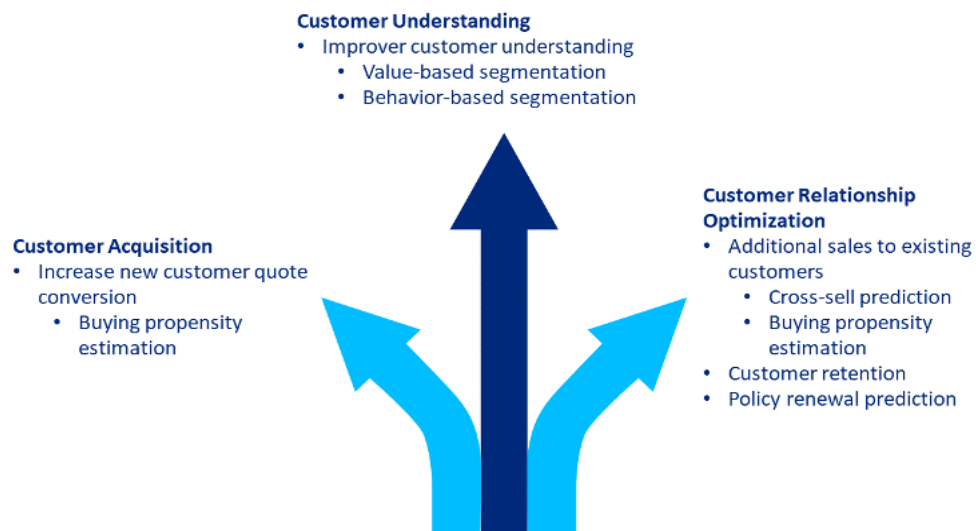 Customer Understanding
• Improver customer understanding
• Value-based segmentation
• Behavior-based segmentation
Customer Acquisition
• Increase new customer quote
conversion
• Buying propensity
estimation
Customer Relationship
Optimization
• Additional sales to existing
customers
• Cross-sell prediction
• Buying propensity
estimation
• Customer retention
• Policy renewal prediction